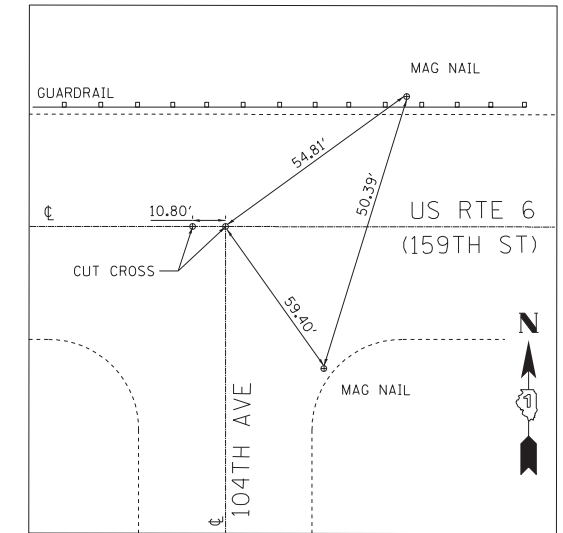 MAG NAIL
GUARDRAIL
54.81'
50.39'
10.80'
℄
US RTE 6
(159TH ST)
CUT CROSS
59.40'
N
MAG NAIL
1
104TH AVE
℄